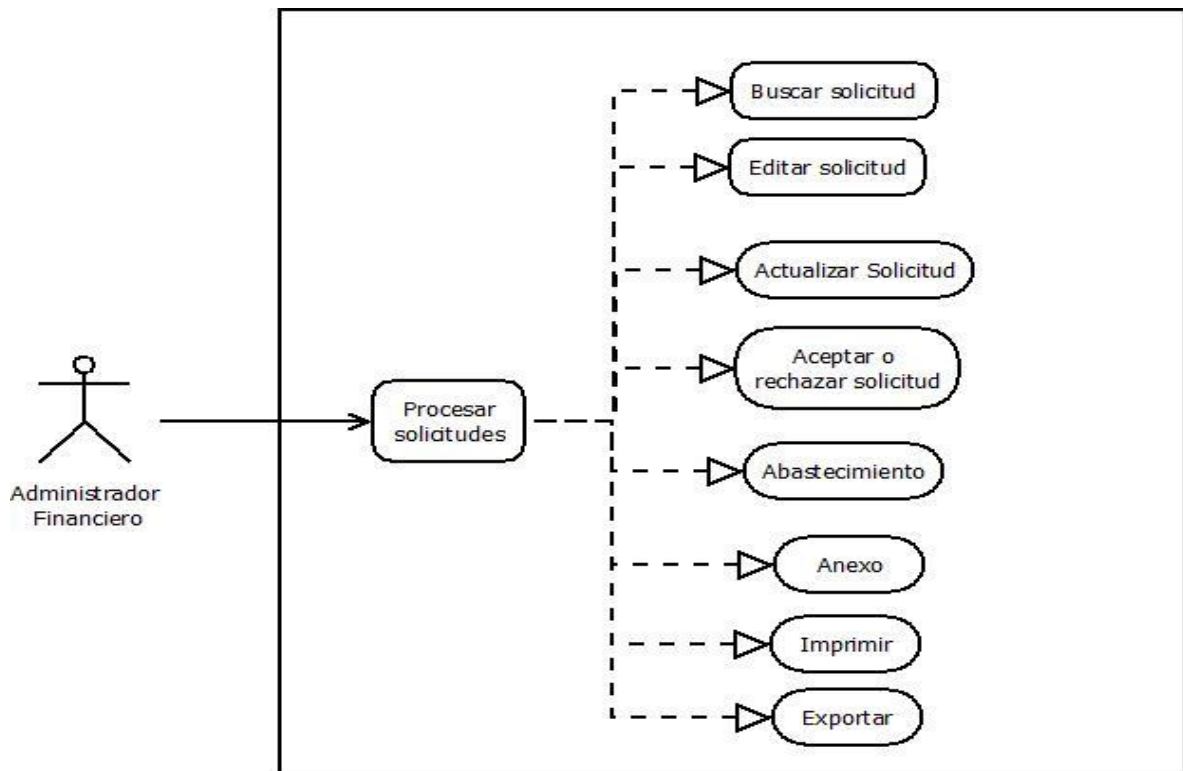 Buscar solicitud
Editar solicitud
Actualizar Solicitud
Aceptar o
rechazar solicitud
Procesar
solicitudes
Abastecimiento
Administrador
Financiero
Anexo
Imprimir
Exportar